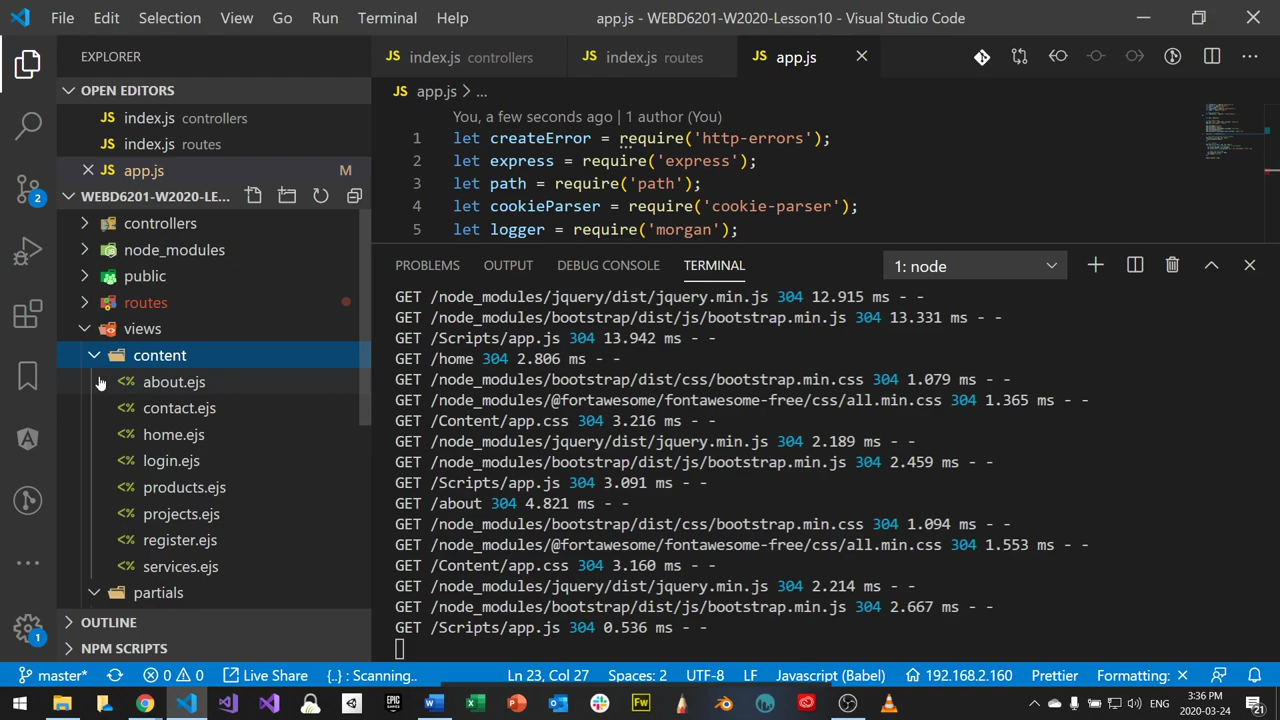 File Edit Selection View Go Run Terminal Help app.js - WEBD6201-W2020-Lesson10 - Visual Studio Code
EXPLORER
OPEN EDITORS
JS index.js controllers
JS index.js routes
JS app.js M
WEBD6201-W2020-LE...
controllers
node_modules
public
routes
views
content
<% about.ejs
<% contact.ejs
<% home.ejs
<% login.ejs
<% products.ejs
<% projects.ejs
<% register.ejs
<% services.ejs
partials
OUTLINE
NPM SCRIPTS
2
1
JS index.js controllers JS index.js routes JS app.js
JS app.js > ...
You, a few seconds ago | 1 author (You)
1 let createError = require('http-errors');
2 let express = require('express');
3 let path = require('path');
4 let cookieParser = require('cookie-parser');
5 let logger = require('morgan');
PROBLEMS OUTPUT DEBUG CONSOLE TERMINAL 1: node
GET /node_modules/jquery/dist/jquery.min.js 304 12.915 ms - -
GET /node_modules/bootstrap/dist/js/bootstrap.min.js 304 13.331 ms - -
GET /Scripts/app.js 304 13.942 ms - -
GET /home 304 2.806 ms - -
GET /node_modules/bootstrap/dist/css/bootstrap.min.css 304 1.079 ms - -
GET /node_modules/@fortawesome/fontawesome-free/css/all.min.css 304 1.365 ms - -
GET /Content/app.css 304 3.216 ms - -
GET /node_modules/jquery/dist/jquery.min.js 304 2.189 ms - -
GET /node_modules/bootstrap/dist/js/bootstrap.min.js 304 2.459 ms - -
GET /Scripts/app.js 304 3.091 ms - -
GET /about 304 4.821 ms - -
GET /node_modules/bootstrap/dist/css/bootstrap.min.css 304 1.094 ms - -
GET /node_modules/@fortawesome/fontawesome-free/css/all.min.css 304 1.553 ms - -
GET /Content/app.css 304 3.160 ms - -
GET /node_modules/jquery/dist/jquery.min.js 304 2.214 ms - -
GET /node_modules/bootstrap/dist/js/bootstrap.min.js 304 2.667 ms - -
GET /Scripts/app.js 304 0.536 ms - -
master* 0 0 Live Share {..} : Scanning.. Ln 23, Col 27 Spaces: 2 UTF-8 LF Javascript (Babel) 192.168.2.160 Prettier Formatting: ×
3:36 PM
2020-03-24
21